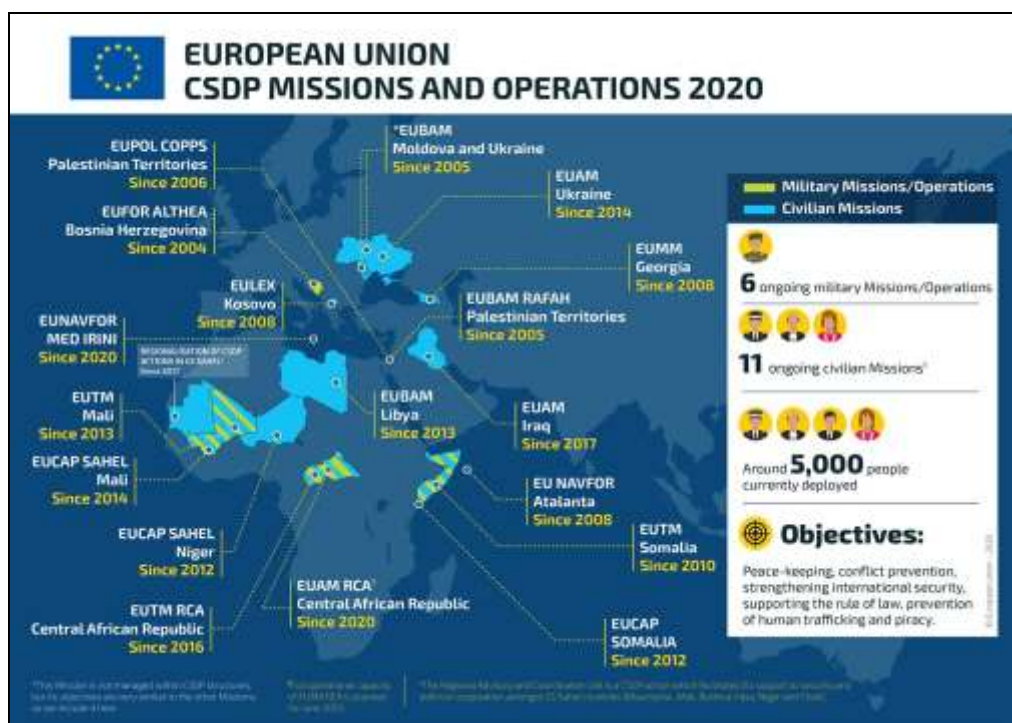 EUROPEAN UNION
CSDP MISSIONS AND OPERATIONS 2020
EUPOL COPPS
Palestinian Territories
Since 2006
*EUBAM
Moldova and Ukraine
Since 2005
EUAM
Ukraine
Since 2014
EUFOR ALTHEA
Bosnia Herzegovina
Since 2004
EUMM
Georgia
Since 2008
EULEX
Kosovo
Since 2008
EUBAM RAFAH
Palestinian Territories
Since 2005
EUNAVFOR
MED IRINI
Since 2020
REGIONALISATION OF CSDP
Since 2017
EUTM
Mali
Since 2013
EUBAM
Libya
Since 2013
EUAM
Iraq
Since 2017
EUCAP SAHEL
Mali
Since 2014
EU NAVFOR
Atalanta
Since 2008
EUCAP SAHEL
Niger
Since 2012
EUTM
Somalia
Since 2010
EUAM RCA
Central African Republic
Since 2020
EUTM RCA
Central African Republic
Since 2016
EUCAP
SOMALIA
Since 2012
Military Missions/Operations
Civilian Missions
6 ongoing military Missions/Operations
11 ongoing civilian Missions
Around 5,000 people
currently deployed
Objectives:
Peace-keeping, conflict prevention,
strengthening international security,
supporting the rule of law, prevention
of human trafficking and piracy.